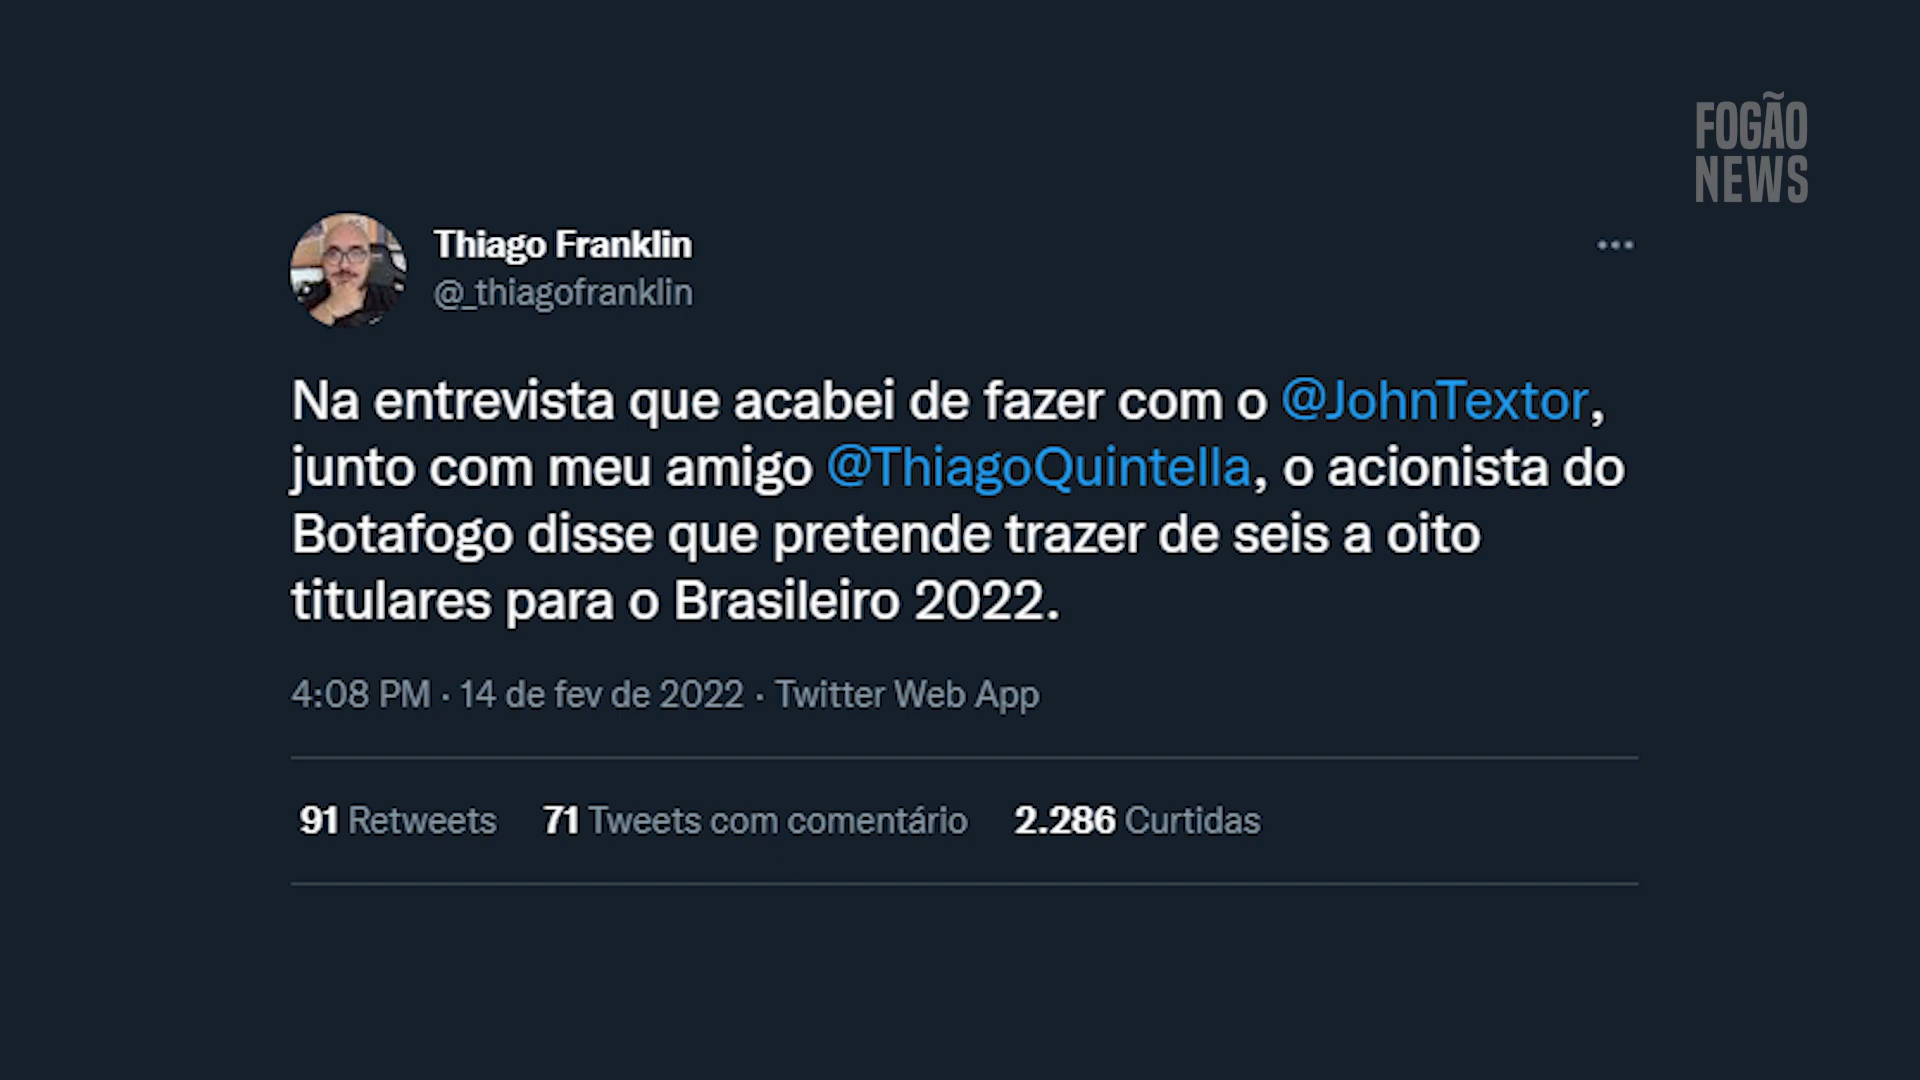 FOGÃO
NEWS
Thiago Franklin
@_thiagofranklin
Na entrevista que acabei de fazer com o @JohnTextor,
junto com meu amigo @ThiagoQuintella, o acionista do
Botafogo disse que pretende trazer de seis a oito
titulares para o Brasileiro 2022.
4:08 PM · 14 de fev de 2022 · Twitter Web App
91 Retweets 71 Tweets com comentário 2.286 Curtidas